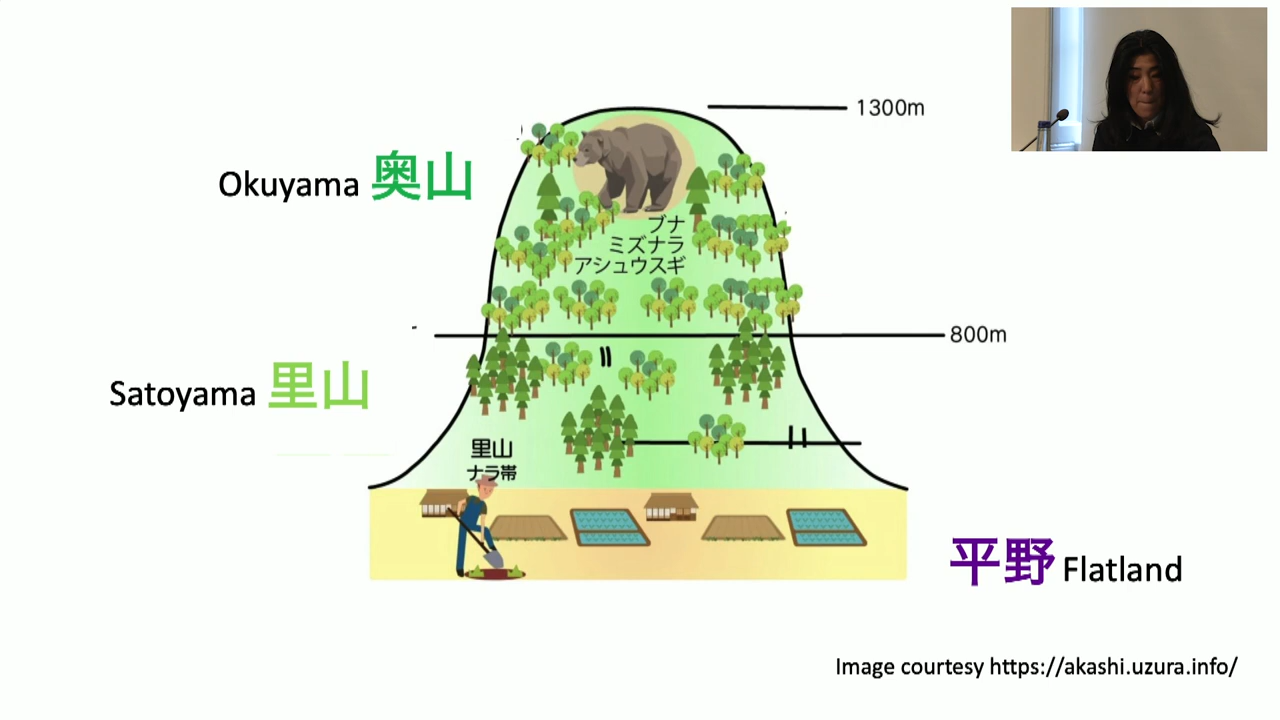 1300m
Okuyama 奥山
ブナ
ミズナラ
アシュウスギ
800m
Satoyama 里山
里山
ナラ帯
平野 Flatland
Image courtesy https://akashi.uzura.info/